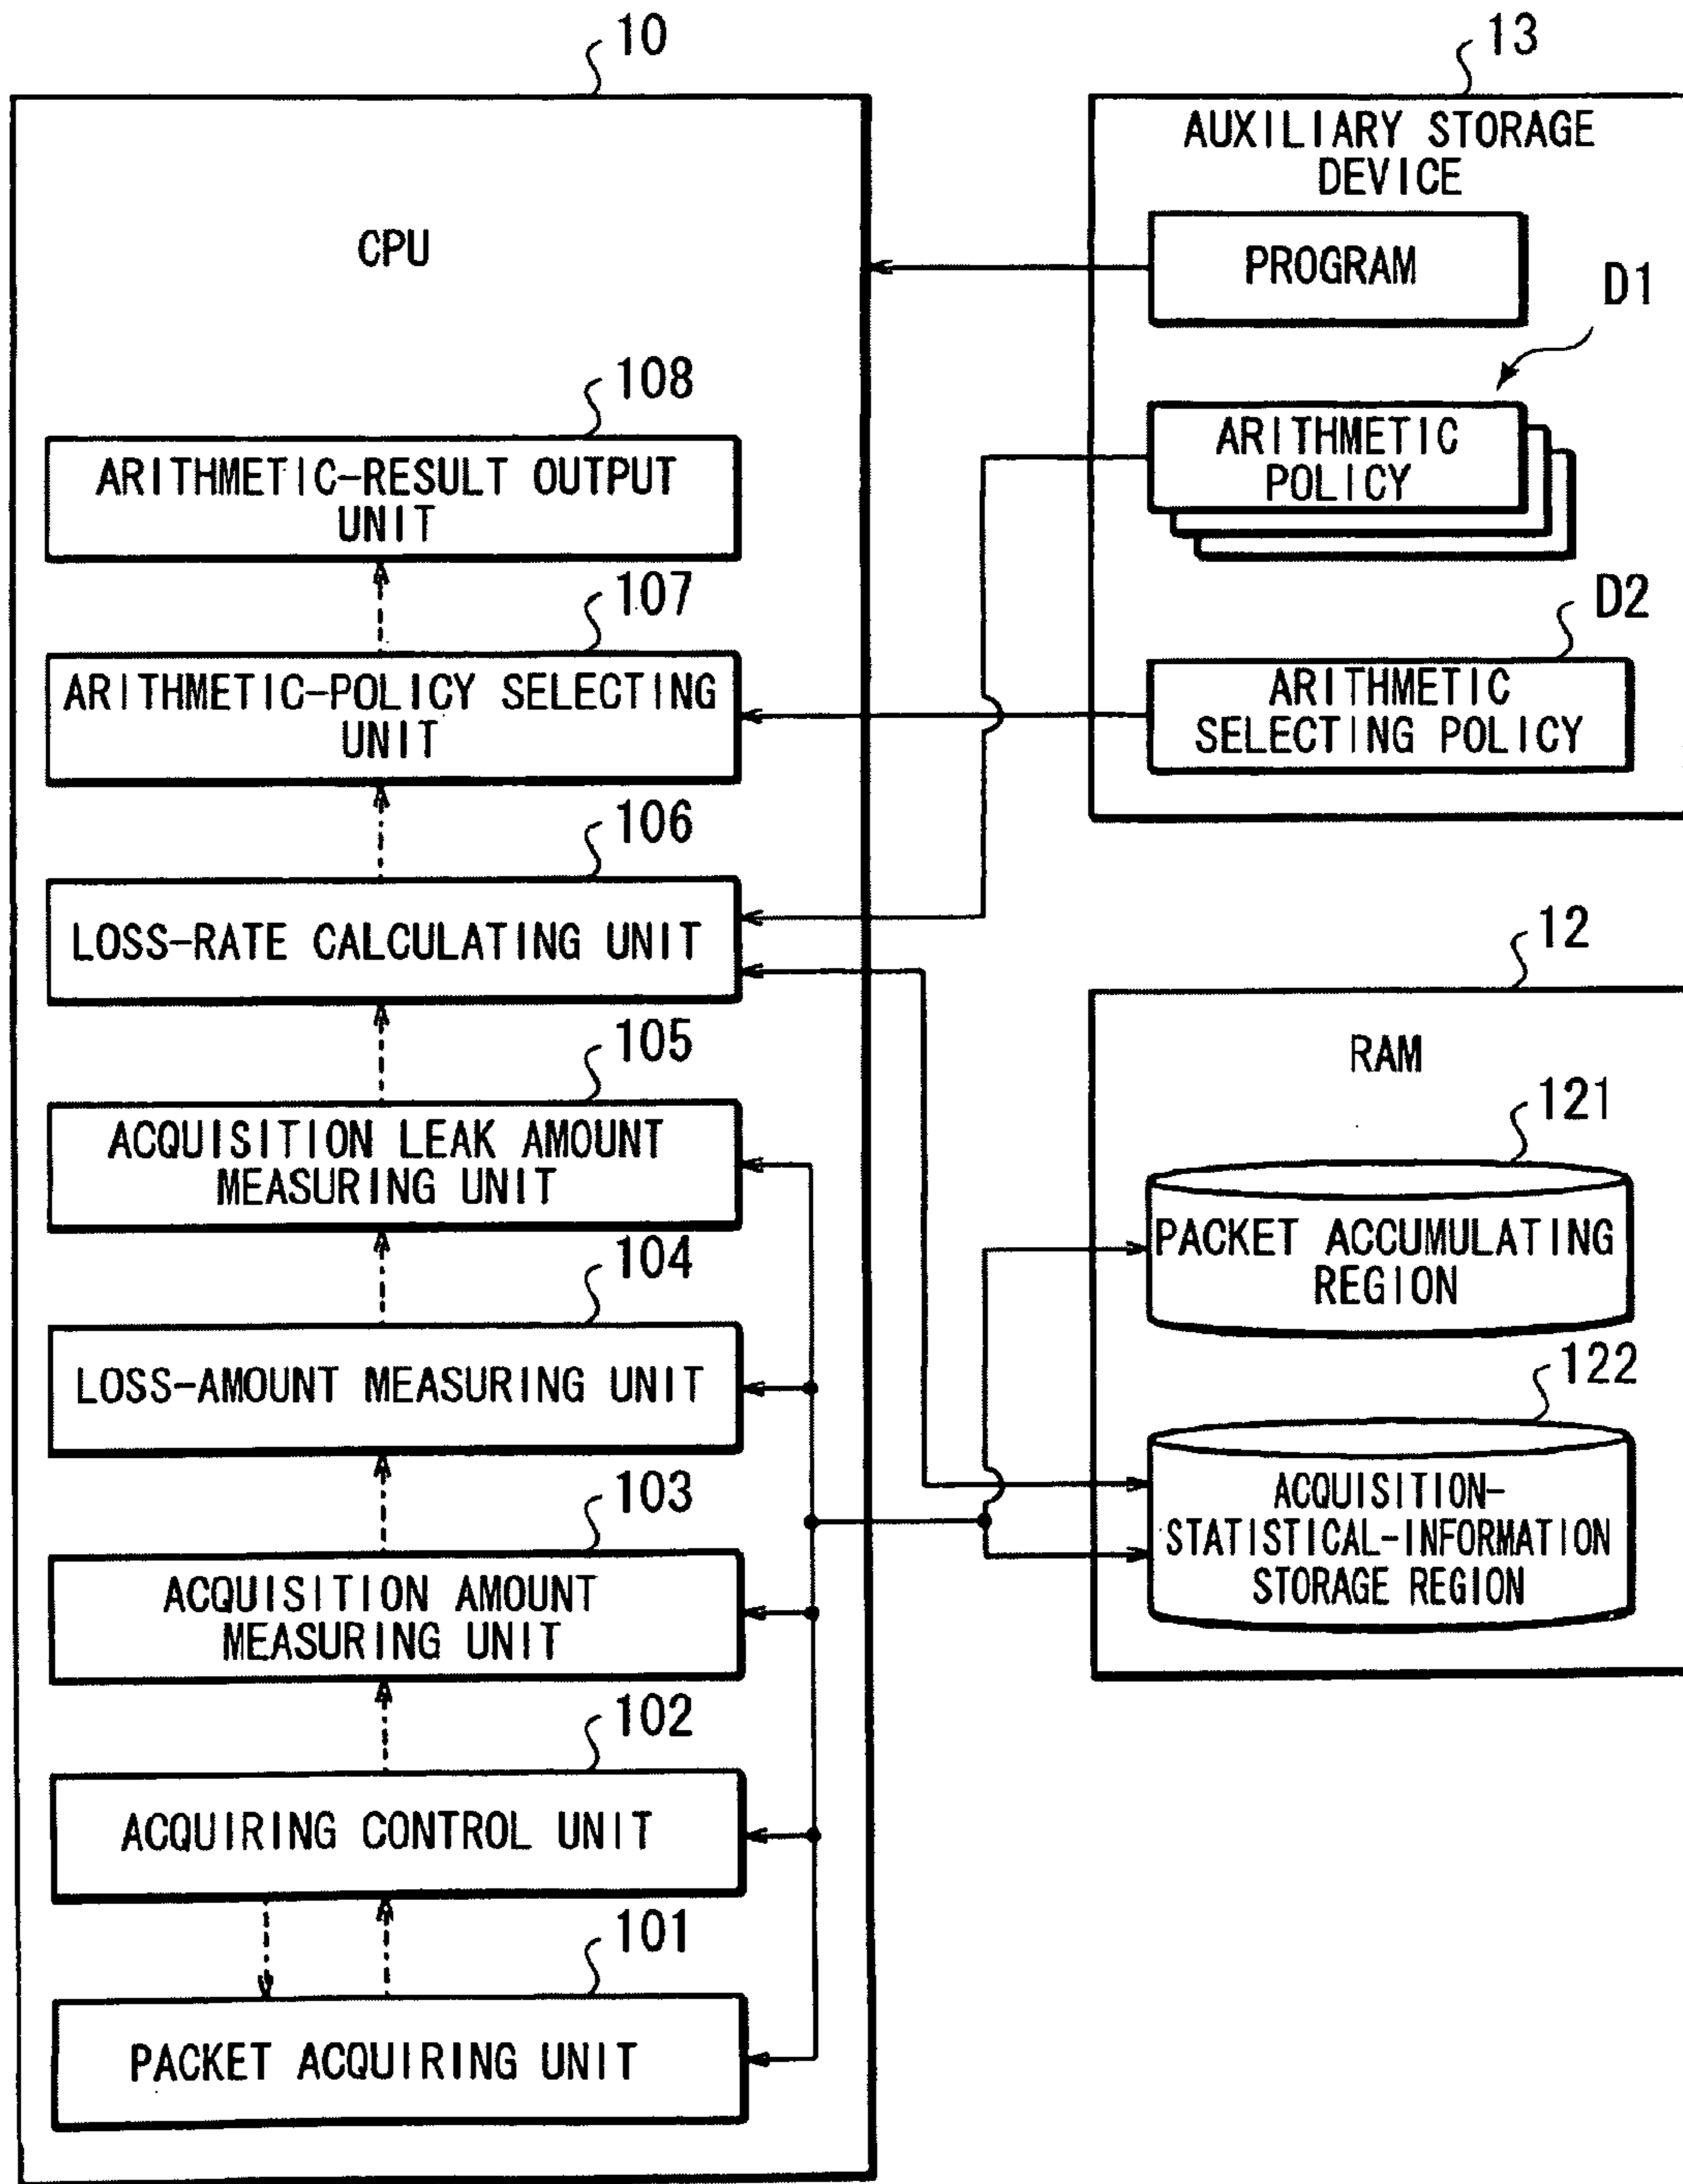 10
CPU
108
ARITHMETIC-RESULT OUTPUT
UNIT
107
ARITHMETIC-POLICY SELECTING
UNIT
106
LOSS-RATE CALCULATING UNIT
105
ACQUISITION LEAK AMOUNT
MEASURING UNIT
104
LOSS-AMOUNT MEASURING UNIT
103
ACQUISITION AMOUNT
MEASURING UNIT
102
ACQUIRING CONTROL UNIT
101
PACKET ACQUIRING UNIT
13
AUXILIARY STORAGE
DEVICE
PROGRAM
D1
ARITHMETIC
POLICY
D2
ARITHMETIC
SELECTING POLICY
12
RAM
121
PACKET ACCUMULATING
REGION
122
ACQUISITION-
STATISTICAL-INFORMATION
STORAGE REGION